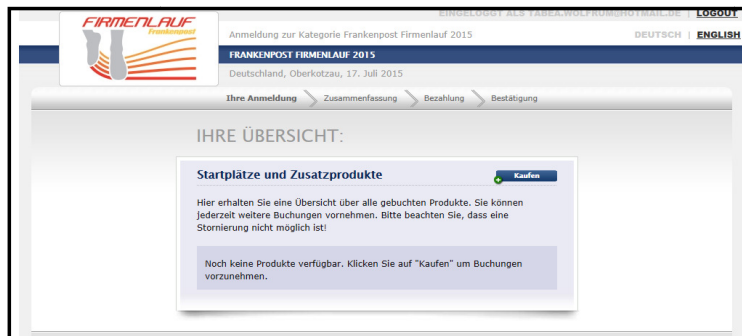 EINGELOGGT ALS TABEA.WOLFRUM@HOTMAIL.DE | LOGOUT
FIRMENLAUF
Frankenpost
Anmeldung zur Kategorie Frankenpost Firmenlauf 2015
DEUTSCH | ENGLISH
FRANKENPOST FIRMENLAUF 2015
Deutschland, Oberkotzau, 17. Juli 2015
Ihre Anmeldung Zusammenfassung Bezahlung Bestätigung
IHRE ÜBERSICHT:
Startplätze und Zusatzprodukte
Kaufen
Hier erhalten Sie eine Übersicht über alle gebuchten Produkte. Sie können
jederzeit weitere Buchungen vornehmen. Bitte beachten Sie, dass eine
Stornierung nicht möglich ist!
Noch keine Produkte verfügbar. Klicken Sie auf "Kaufen" um Buchungen
vorzunehmen.